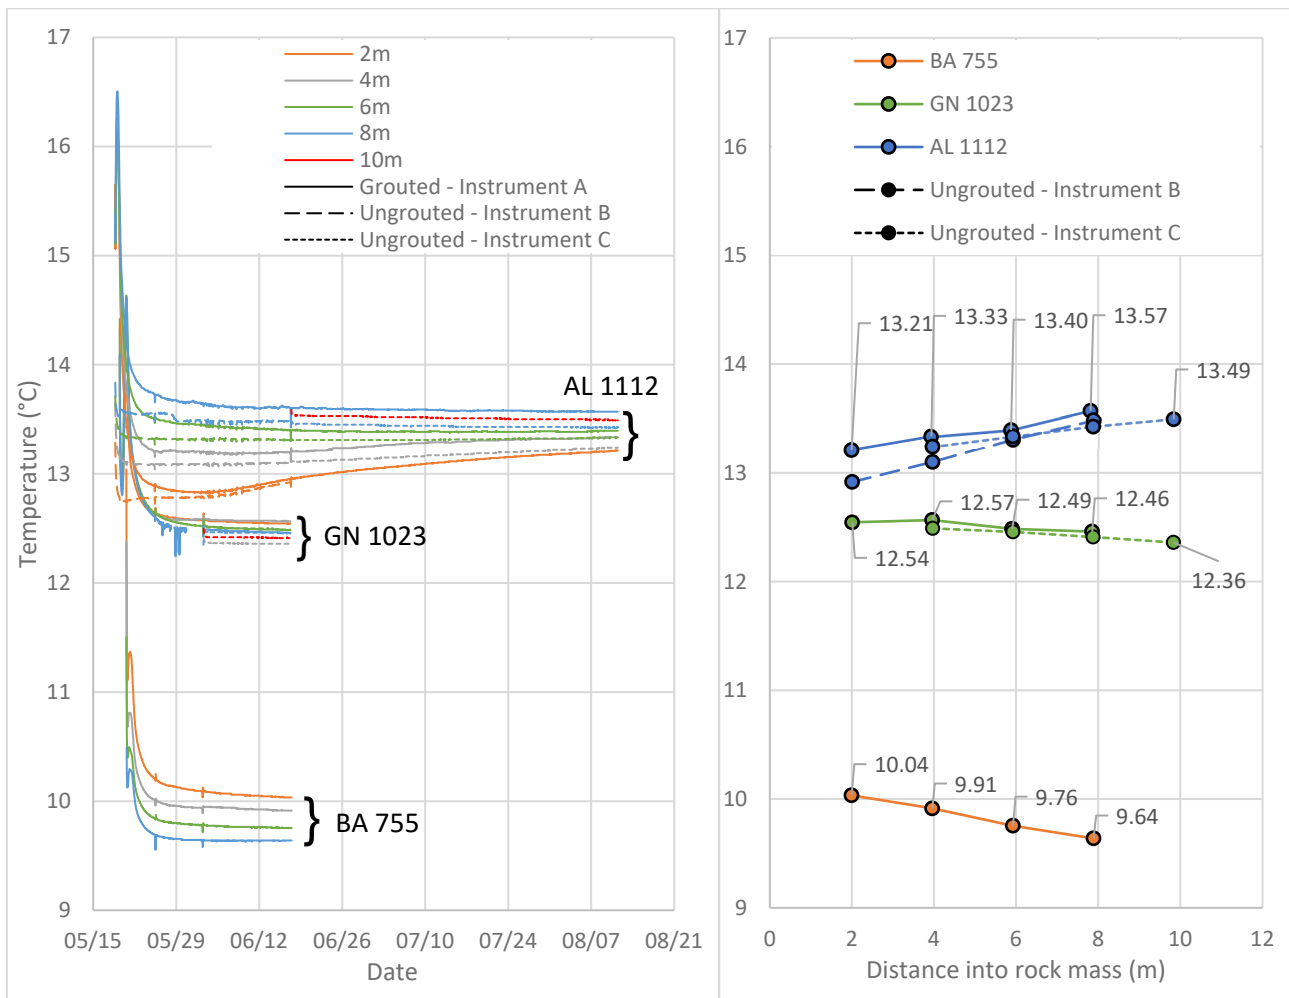 17
16
15
14
13
12
11
10
9
Temperature (°C)
2m
4m
6m
8m
10m
Grouted - Instrument A
Ungrouted - Instrument B
Ungrouted - Instrument C
AL 1112
GN 1023
BA 755
05/15 05/29 06/12 06/26 07/10 07/24 08/07 08/21
Date
17
16
15
14
13
12
11
10
9
BA 755
GN 1023
AL 1112
Ungrouted - Instrument B
Ungrouted - Instrument C
13.21 13.33 13.40 13.57
13.49
12.57 12.49 12.46
12.54
12.36
10.04
9.91
9.76
9.64
0 2 4 6 8 10 12
Distance into rock mass (m)